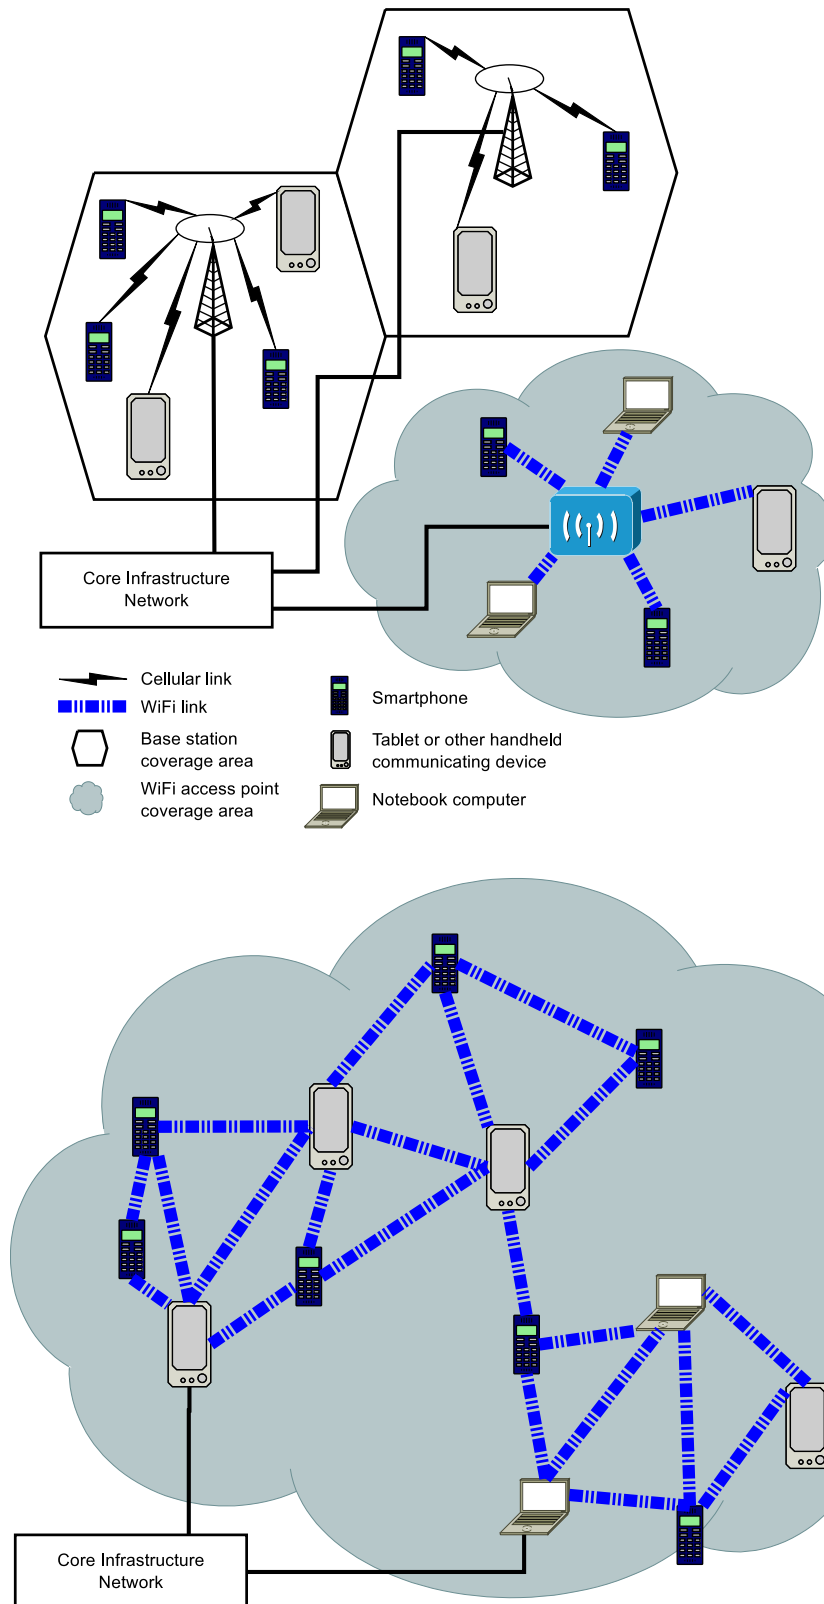 Core Infrastructure
Network
Cellular link
WiFi link
Base station
coverage area
WiFi access point
coverage area
Smartphone
Tablet or other handheld
communicating device
Notebook computer
Core Infrastructure
Network